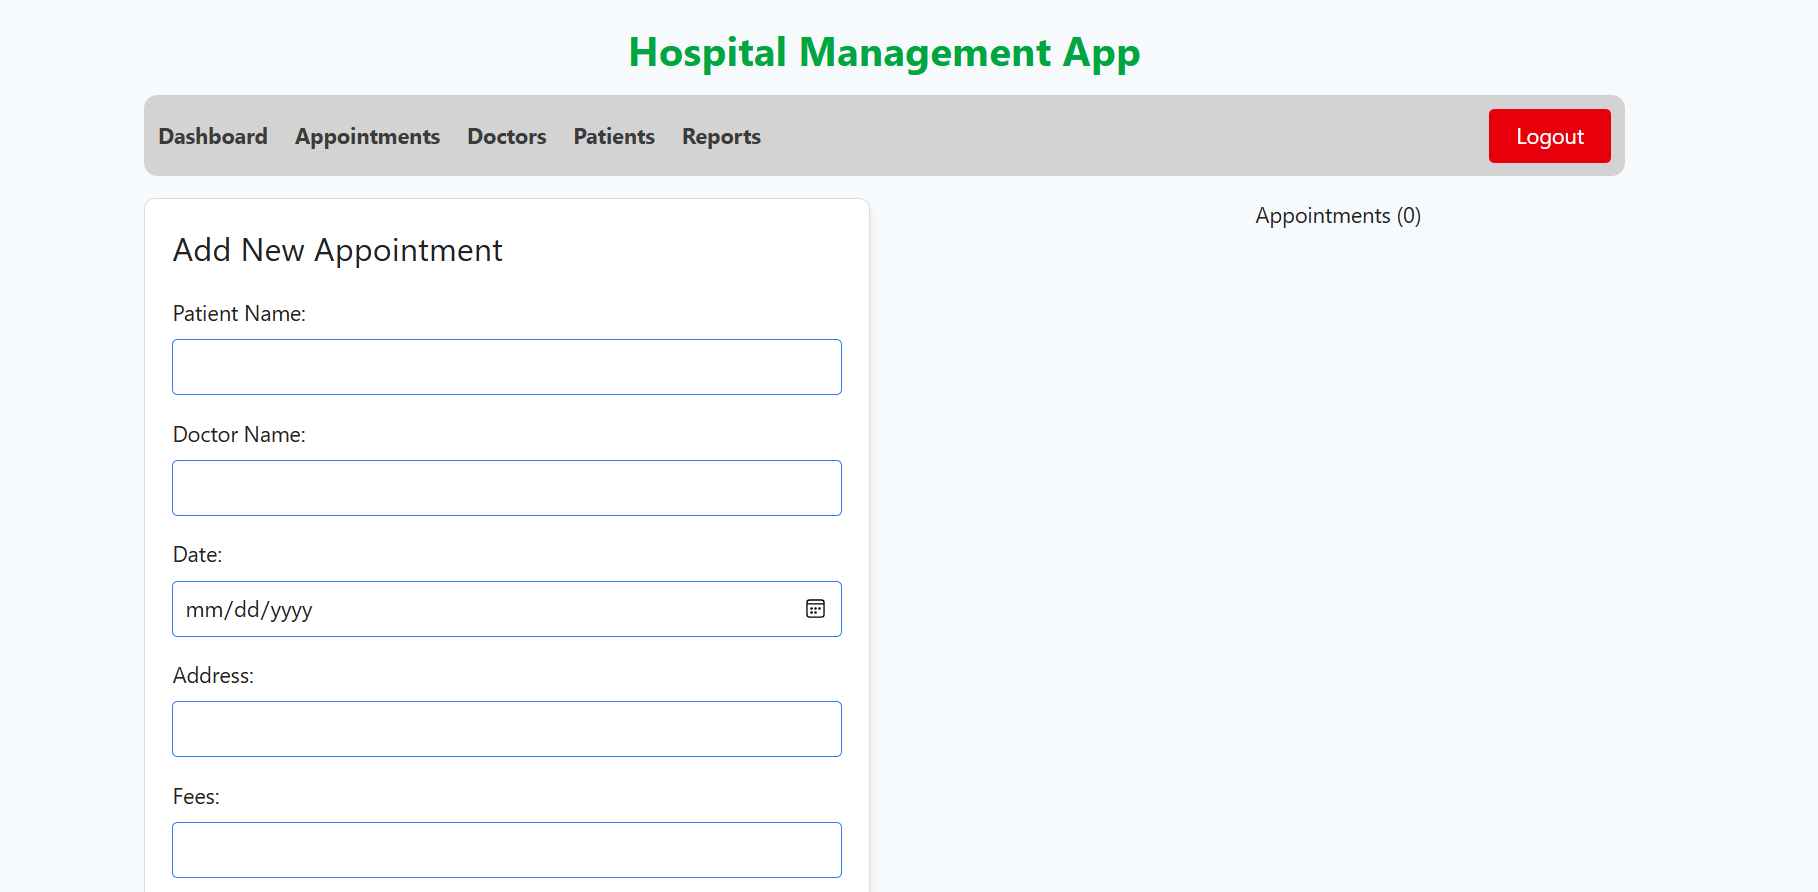 Hospital Management App
Dashboard Appointments Doctors Patients Reports Logout
Add New Appointment
Patient Name:
Doctor Name:
Date:
mm/dd/yyyy
Address:
Fees:
Appointments (0)